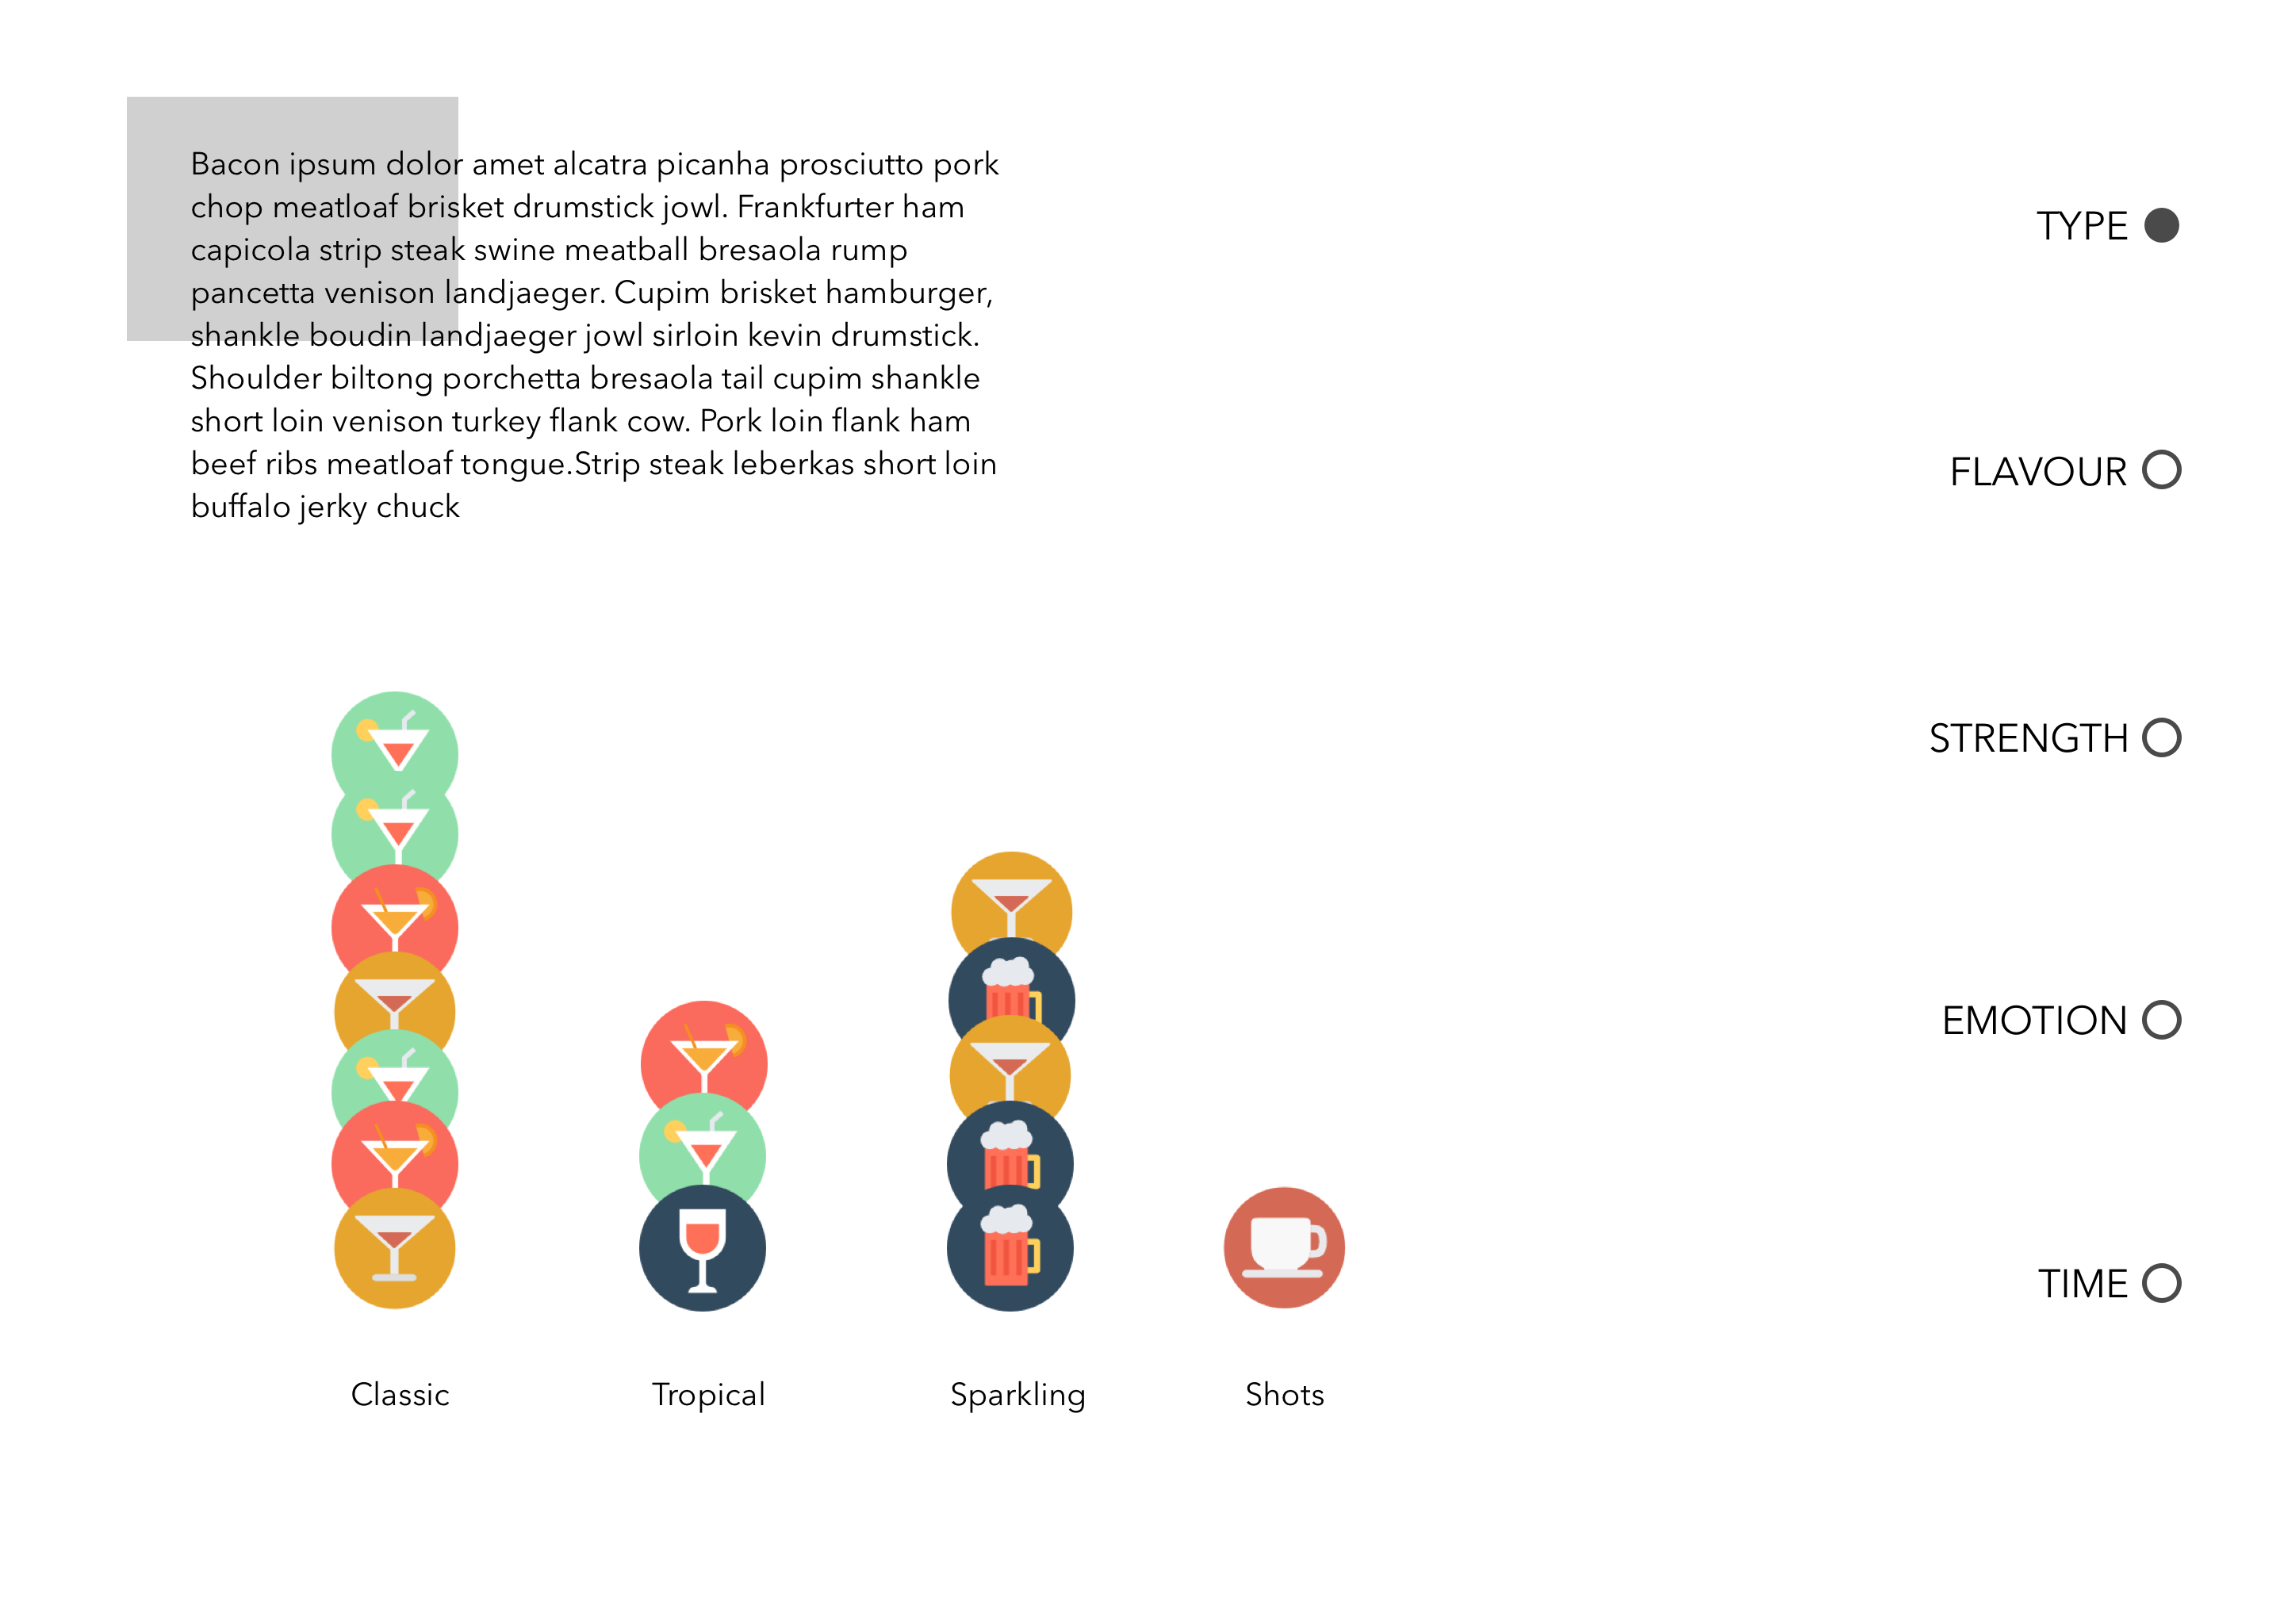 Bacon ipsum dolor amet alcatra picanha prosciutto pork
chop meatloaf brisket drumstick jowl. Frankfurter ham
capicola strip steak swine meatball bresaola rump
pancetta venison landjaeger. Cupim brisket hamburger,
shankle boudin landjaeger jowl sirloin kevin drumstick.
Shoulder biltong porchetta bresaola tail cupim shankle
short loin venison turkey flank cow. Pork loin flank ham
beef ribs meatloaf tongue.Strip steak leberkas short loin
buffalo jerky chuck
TYPE
FLAVOUR
STRENGTH
EMOTION
TIME
Classic
Tropical
Sparkling
Shots